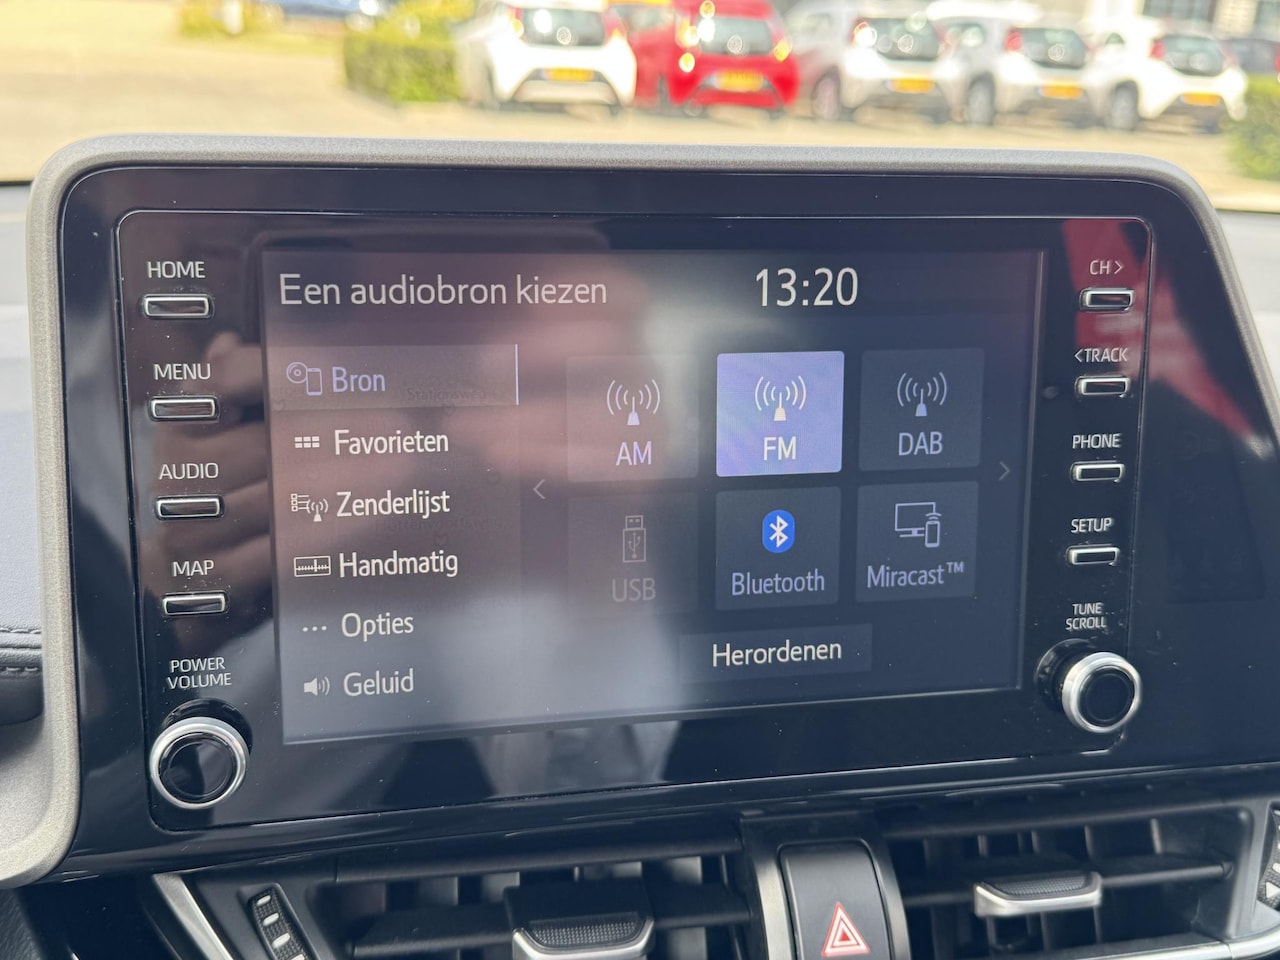 HOME
MENU
AUDIO
MAP
POWER
VOLUME
Een audiobron kiezen
13:20
Bron
Favorieten
Zenderlijst
Handmatig
Opties
Geluid
AM
FM
DAB
USB
Bluetooth
Miracast™
Herordenen
CH>
<TRACK
PHONE
SETUP
TUNE
SCROLL